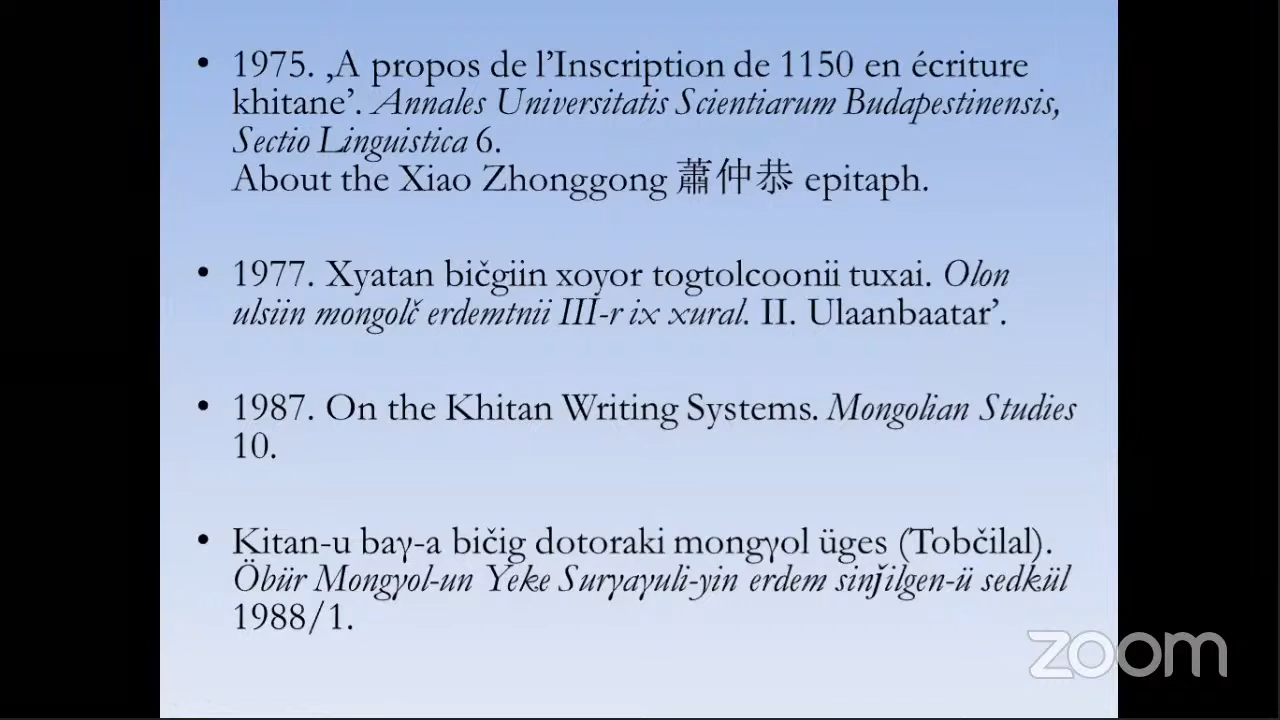 • 1975. ‚A propos de l’Inscription de 1150 en écriture
khitane’. Annales Universitatis Scientiarum Budapestinensis,
Sectio Linguistica 6.
About the Xiao Zhonggong 蕭仲恭 epitaph.
• 1977. Xyatan bičgiin xoyor togtolcoonii tuxai. Olon
ulsiin mongolč erdemtnii III-r ix xural. II. Ulaanbaatar’.
• 1987. On the Khitan Writing Systems. Mongolian Studies
10.
• Kitan-u baγ-a bičig dotoraki mongγol üges (Tobčilal).
Öbür Mongγol-un Yeke Surγaγuli-yin erdem sinǰilgen-ü sedkül
1988/1.
zoom